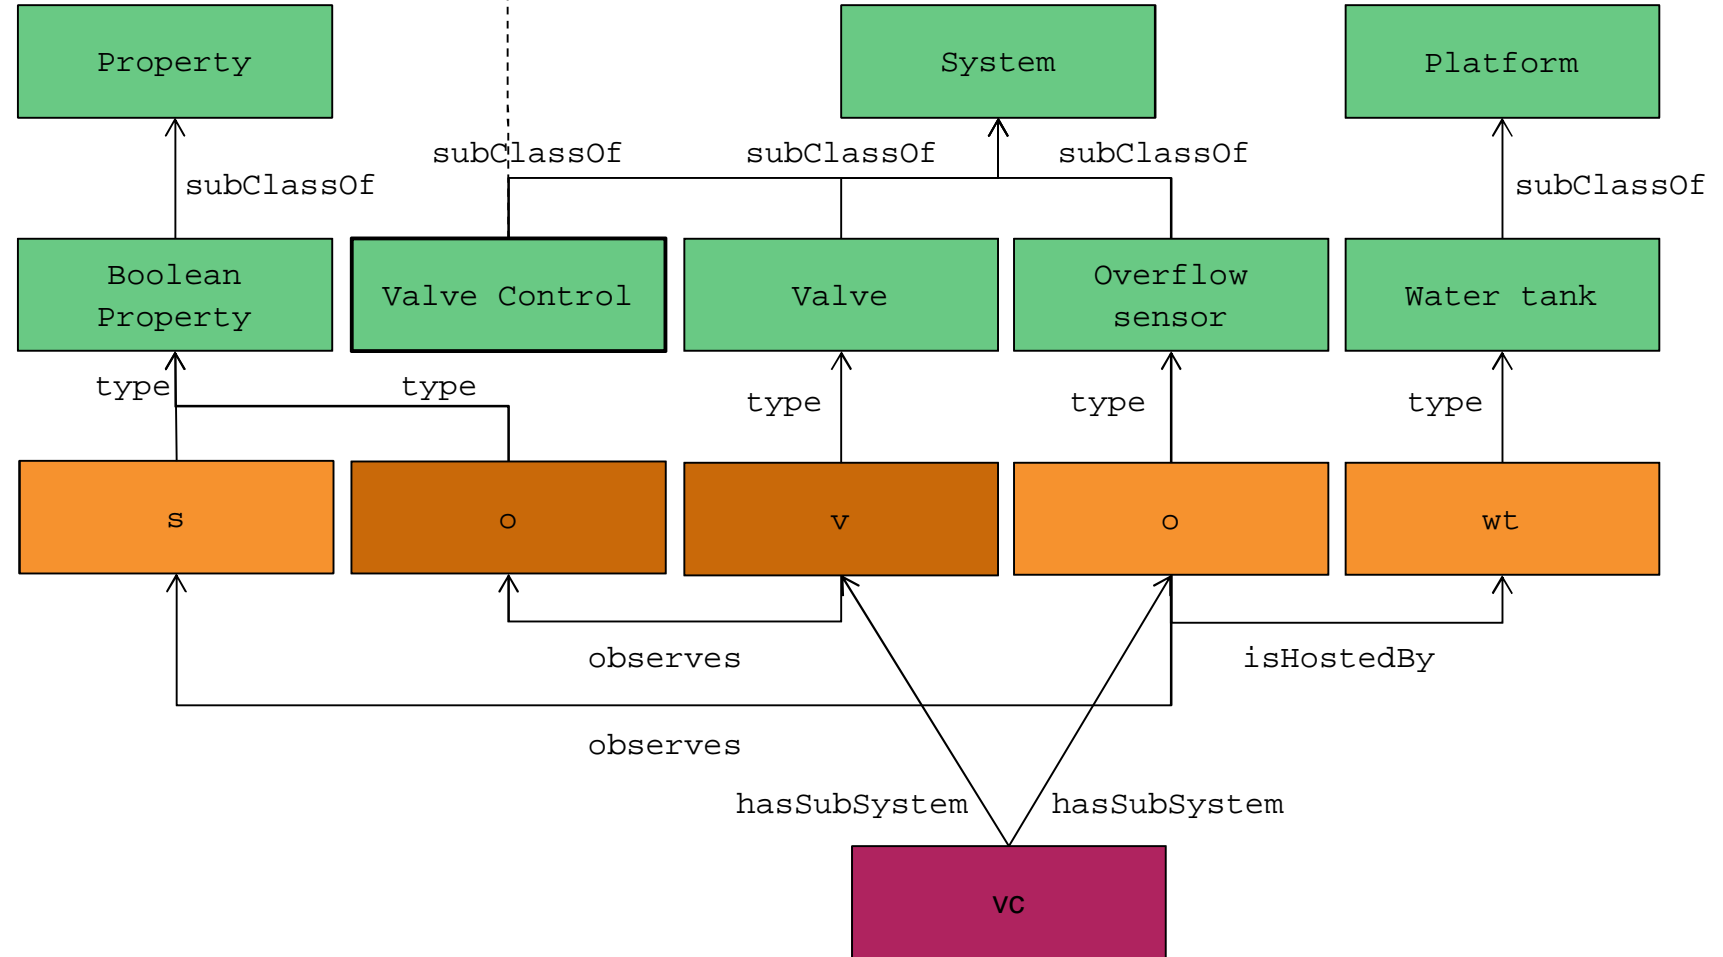 Property
System
Platform
subClassOf
subClassOf
subClassOf
subClassOf
subClassOf
Boolean
Property
Valve Control
Valve
Overflow
sensor
Water tank
type
type
type
type
type
s
o
v
o
wt
observes
isHostedBy
observes
hasSubSystem
hasSubSystem
vc